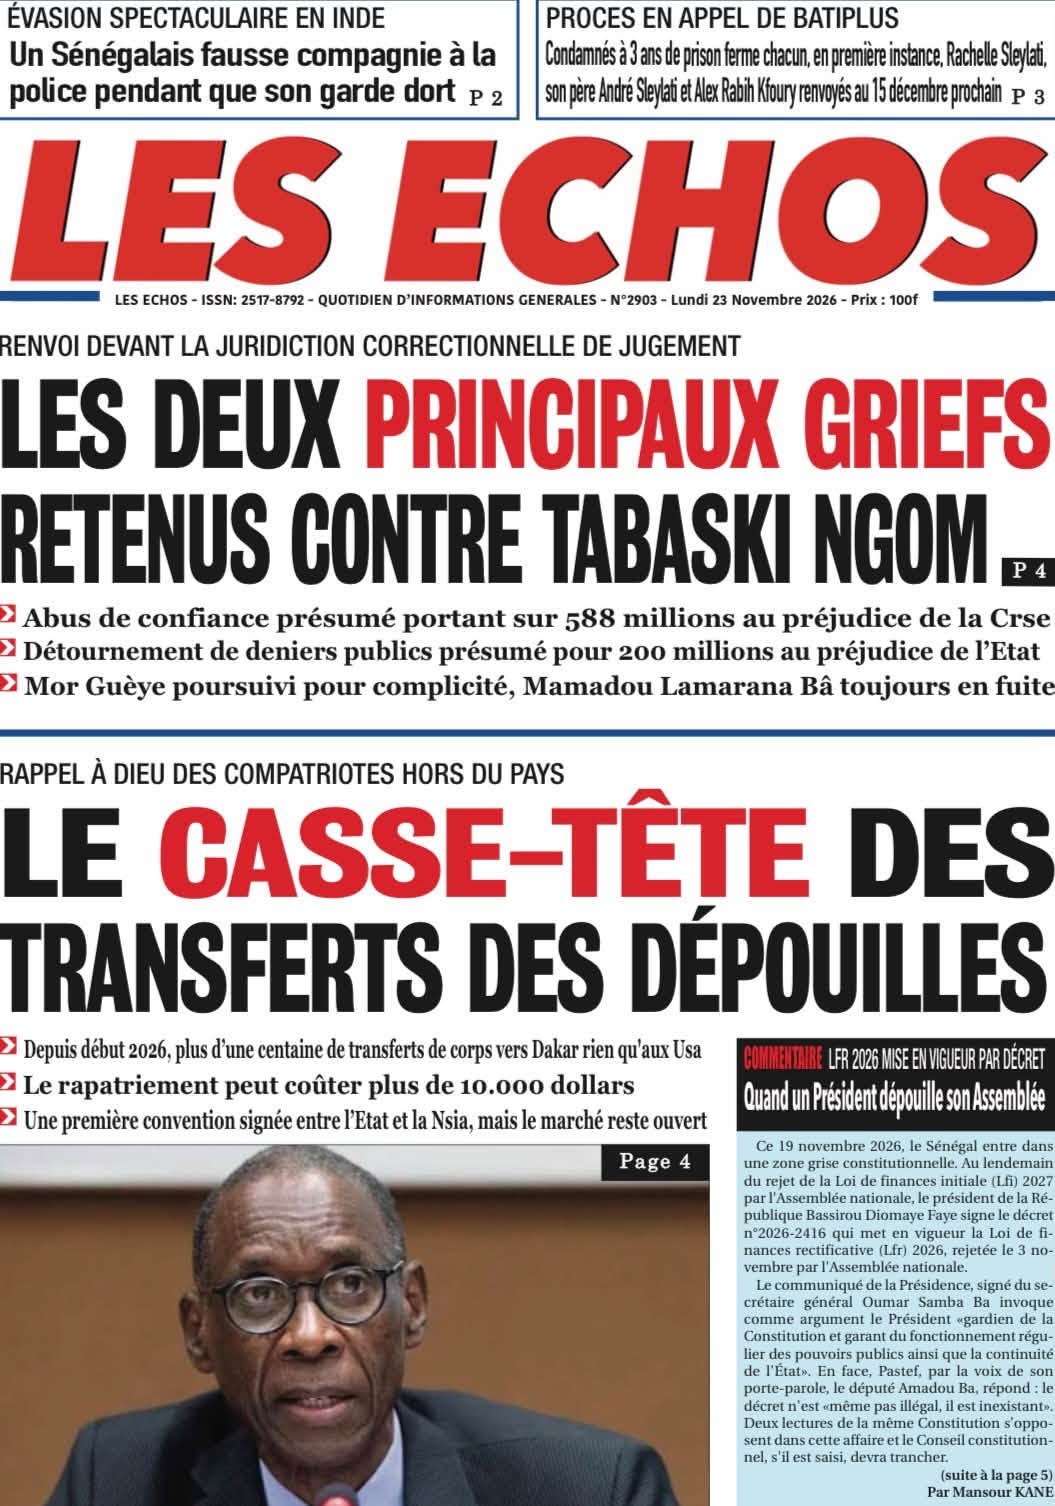 ÉVASION SPECTACULAIRE EN INDE
Un Sénégalais fausse compagnie à la
police pendant que son garde dort P 2
PROCES EN APPEL DE BATIPLUS
Condamnés à 3 ans de prison ferme chacun, en première instance, Rachelle Sleylati,
son père André Sleylati et Alex Rabih Kfoury renvoyés au 15 décembre prochain P 3
LES ECHOS
LES ECHOS - ISSN: 2517-8792 - QUOTIDIEN D'INFORMATIONS GENERALES - N°2903 - Lundi 23 Novembre 2026 - Prix : 100f
RENVOI DEVANT LA JURIDICTION CORRECTIONNELLE DE JUGEMENT
LES DEUX PRINCIPAUX GRIEFS
RETENUS CONTRE TABASKI NGOM
P 4
Abus de confiance présumé portant sur 588 millions au préjudice de la Crse
Détournement de deniers publics présumé pour 200 millions au préjudice de l'Etat
Mor Guèye poursuivi pour complicité, Mamadou Lamarana Bâ toujours en fuite
RAPPEL À DIEU DES COMPATRIOTES HORS DU PAYS
LE CASSE-TÊTE DES
TRANSFERTS DES DÉPOUILLES
Depuis début 2026, plus d'une centaine de transferts de corps vers Dakar rien qu'aux Usa
Le rapatriement peut coûter plus de 10.000 dollars
Une première convention signée entre l'Etat et la Nsia, mais le marché reste ouvert
Page 4
COMMENTAIRE LFR 2026 MISE EN VIGUEUR PAR DÉCRET
Quand un Président dépouille son Assemblée
Ce 19 novembre 2026, le Sénégal entre dans
une zone grise constitutionnelle. Au lendemain
du rejet de la Loi de finances initiale (Lfi) 2027
par l'Assemblée nationale, le président de la Ré-
publique Bassirou Diomaye Faye signe le décret
n°2026-2416 qui met en vigueur la Loi de fi-
nances rectificative (Lfr) 2026, rejetée le 3 no-
vembre par l'Assemblée nationale.
Le communiqué de la Présidence, signé du se-
crétaire général Oumar Samba Ba invoque
comme argument le Président «gardien de la
Constitution et garant du fonctionnement régu-
lier des pouvoirs publics ainsi que la continuité
de l'État». En face, Pastef, par la voix de son
porte-parole, le député Amadou Ba, répond : le
décret n'est «même pas illégal, il est inexistant».
Deux lectures de la même Constitution s'oppo-
sent dans cette affaire et le Conseil constitution-
nel, s'il est saisi, devra trancher.
(suite à la page 5)
Par Mansour KANE